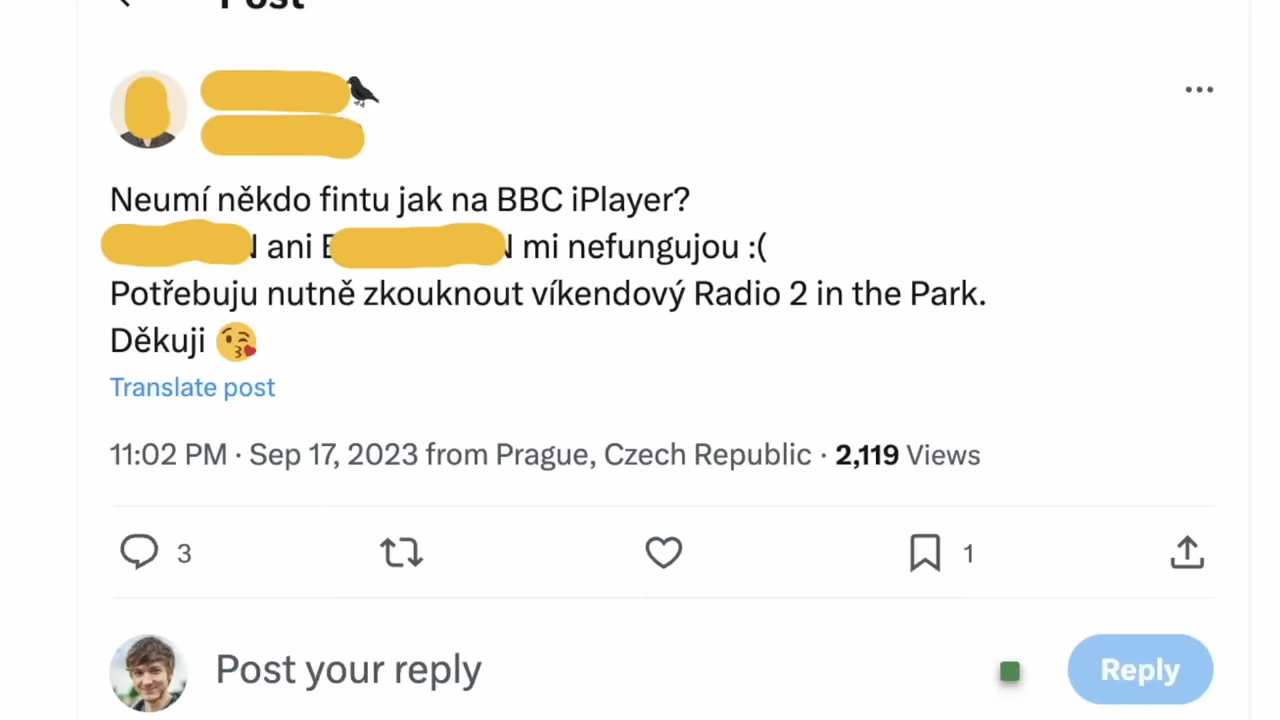 Post
Neumí někdo fintu jak na BBC iPlayer?
ani mi nefungujou :(
Potřebuju nutně zkouknout víkendový Radio 2 in the Park.
Děkuji 😘
Translate post
11:02 PM · Sep 17, 2023 from Prague, Czech Republic · 2,119 Views
3 1
Post your reply Reply